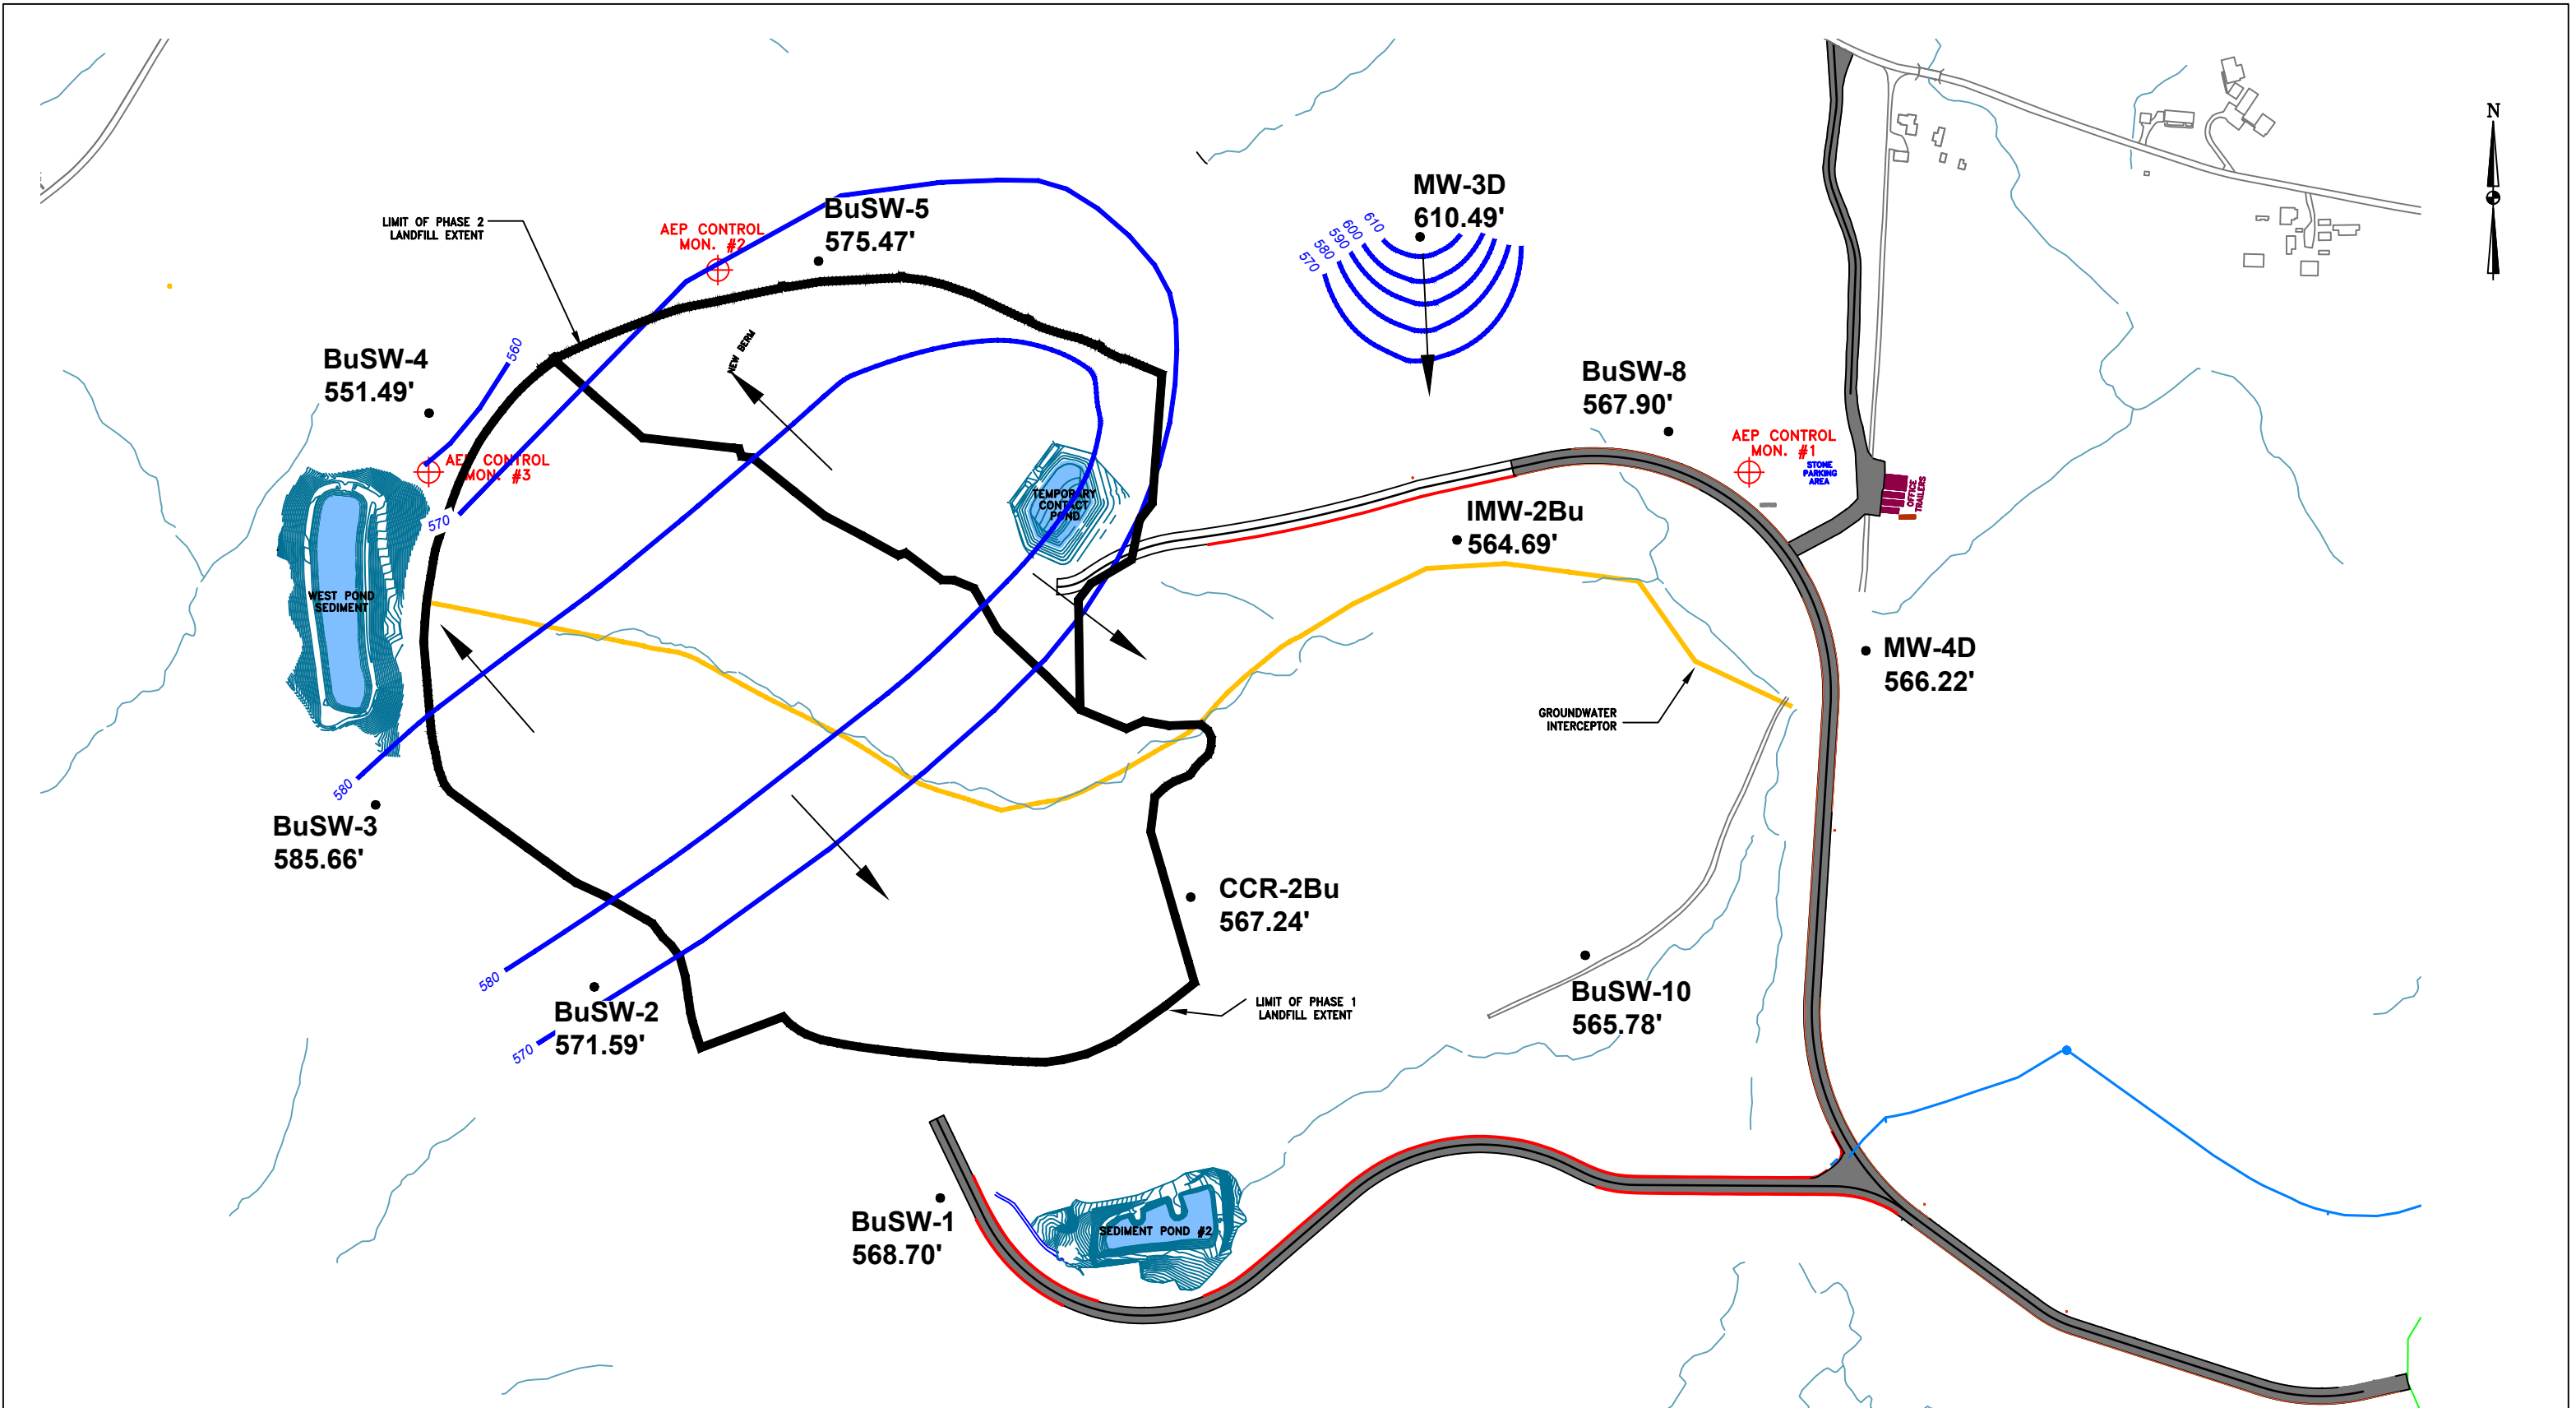 N
MW-3D
610.49'
610
600
590
580
570
BuSW-5
575.47'
AEP CONTROL
MON. #2
LIMIT OF PHASE 2
LANDFILL EXTENT
NEW BERM
560
BuSW-4
551.49'
AEP CONTROL
MON. #3
570
BuSW-8
567.90'
AEP CONTROL
MON. #1
STONE
PARKING
AREA
OFFICE
TRAILERS
TEMPORARY
CONTACT
POND
IMW-2Bu
564.69'
WEST POND
SEDIMENT
MW-4D
566.22'
GROUNDWATER
INTERCEPTOR
580
BuSW-3
585.66'
CCR-2Bu
567.24'
580
BuSW-2
571.59'
570
LIMIT OF PHASE 1
LANDFILL EXTENT
BuSW-10
565.78'
BuSW-1
568.70'
SEDIMENT POND #2